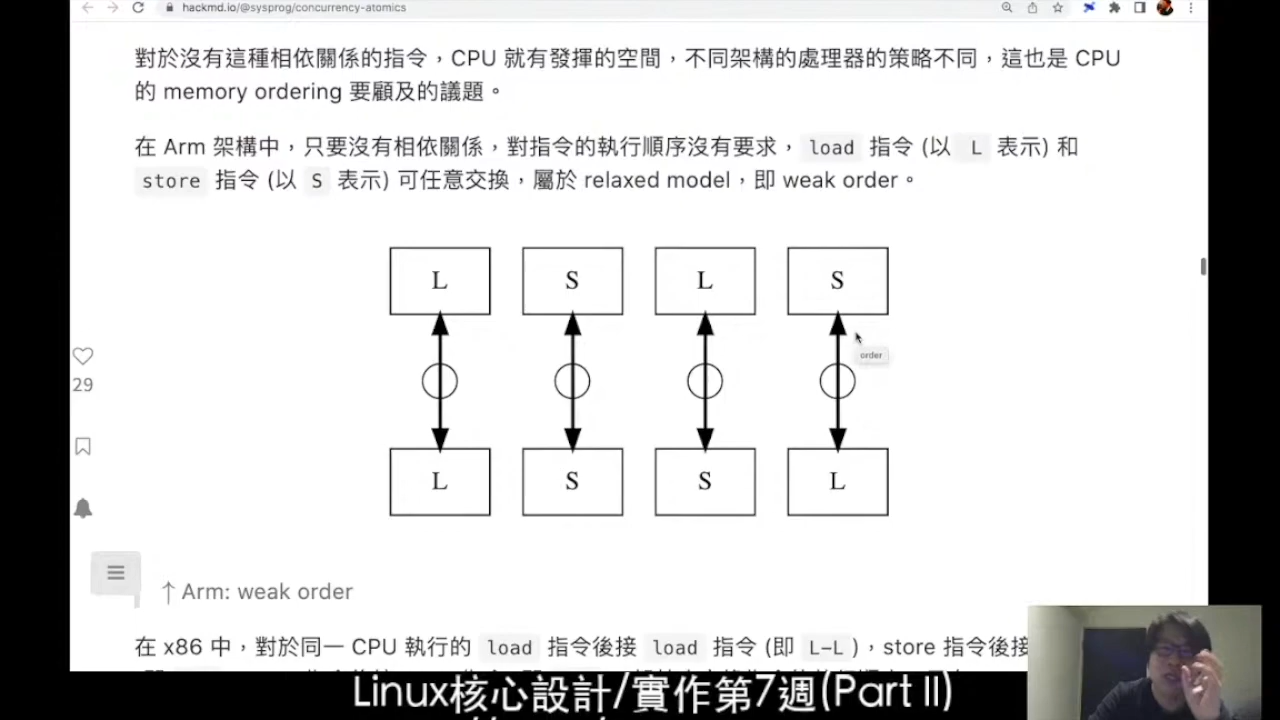 hackmd.io/@sysprog/concurrency-atomics
對於沒有這種相依關係的指令，CPU 就有發揮的空間，不同架構的處理器的策略不同，這也是 CPU
的 memory ordering 要顧及的議題。
在 Arm 架構中，只要沒有相依關係，對指令的執行順序沒有要求， load 指令 (以 L 表示) 和
store 指令 (以 S 表示) 可任意交換，屬於 relaxed model，即 weak order。
L S L S
order
29
L S S L
↑ Arm: weak order
在 x86 中，對於同一 CPU 執行的 load 指令後接 load 指令 (即 L-L )，store 指令後接
Linux核心設計/實作第7週(Part II)